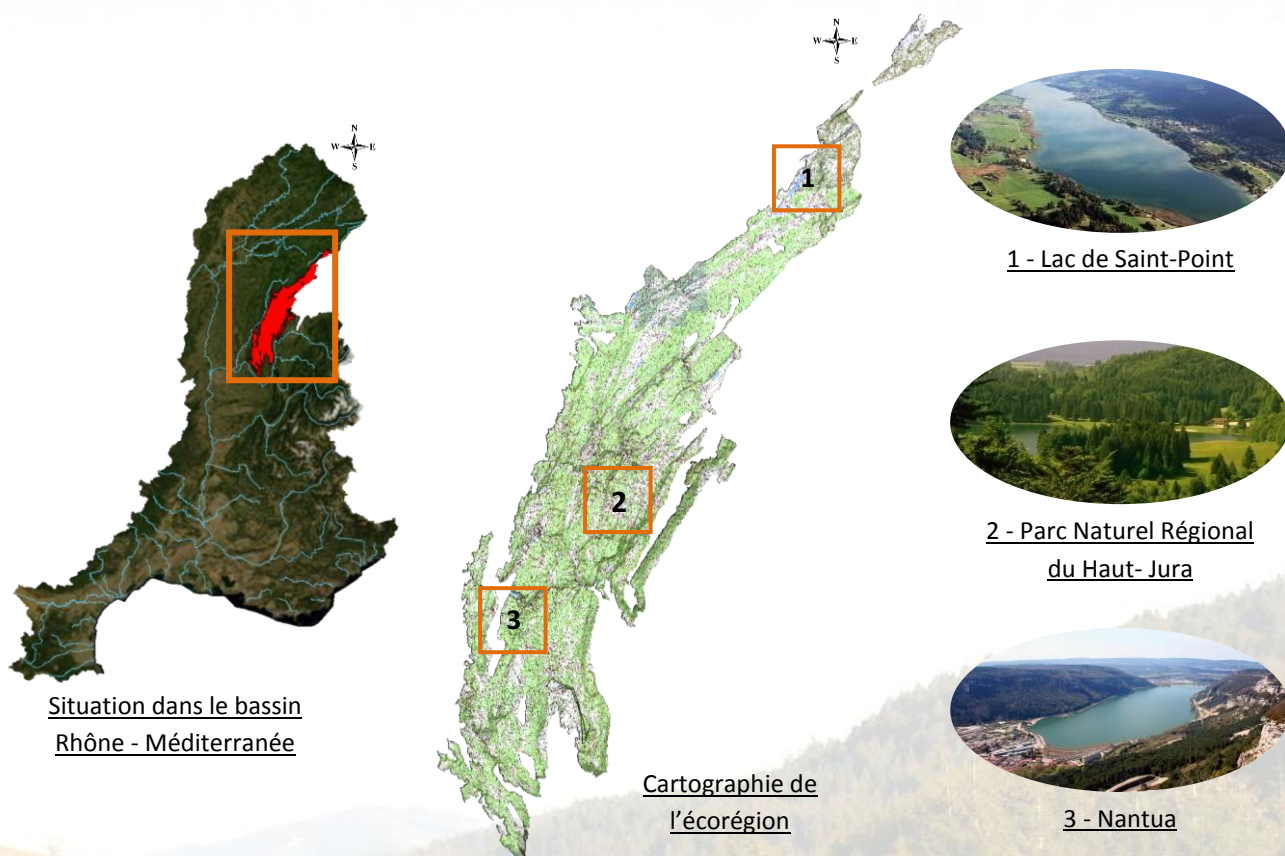 N
W E
S
Situation dans le bassin
Rhône - Méditerranée
N
W E
S
1
2
3
Cartographie de
l'écorégion
1 - Lac de Saint-Point
2 - Parc Naturel Régional
du Haut- Jura
3 - Nantua